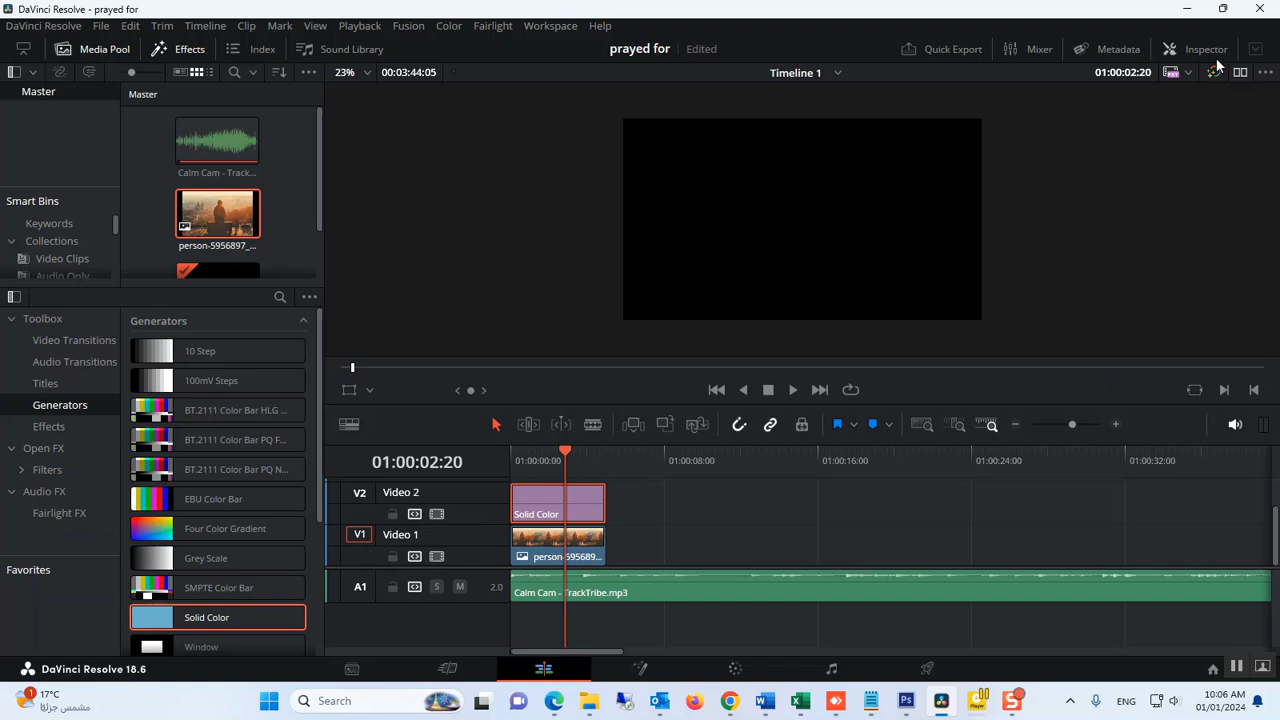 DaVinci Resolve - prayed for
DaVinci Resolve File Edit Trim Timeline Clip Mark View Playback Fusion Color Fairlight Workspace Help
Media Pool Effects Index Sound Library prayed for Edited Quick Export Mixer Metadata Inspector
23% 00:03:44:05 Timeline 1 01:00:02:20
Master Master
Calm Cam - Track...
Smart Bins
Keywords
person-5956897_...
Collections
Video Clips
Audio Only
Toolbox Generators
Video Transitions
10 Step
Audio Transitions
100mV Steps
Titles
Generators
BT.2111 Color Bar HLG ...
Effects
BT.2111 Color Bar PQ F...
Open FX
Filters
BT.2111 Color Bar PQ N...
Audio FX
EBU Color Bar
Fairlight FX
Four Color Gradient
Grey Scale
Favorites
SMPTE Color Bar
Solid Color
Window
01:00:02:20 01:00:00:00 01:00:08:00 01:00:16:00 01:00:24:00 01:00:32:00
V2 Video 2
Solid Color
V1 Video 1
person-595689...
A1 S M 2.0
Calm Cam - TrackTribe.mp3
DaVinci Resolve 18.6
1 17°C
مشمس جزئيًا
Search
ENG
10:06 AM
01/01/2024